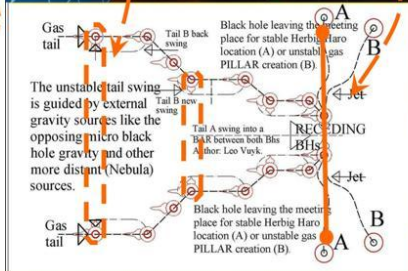 Gas
tail
Tail B back
swing
Black hole leaving the meeting
place for stable Herbig Haro
location (A) or unstable gas
PILLAR creation (B).
A
B
The unstable tail swing
is guided by external
gravity sources like the
opposing micro black
hole gravity and other
more distant (Nebula)
sources.
Tail B new
swing
Jet
Tail A swing into a
BAR between both Bhs
Author: Leo Vuyk.
RECEDING
BHs
Jet
Gas
tail
Black hole leaving the meeting
place for stable Herbig Haro
location (A) or unstable gas
PILLAR creation (B).
B
A